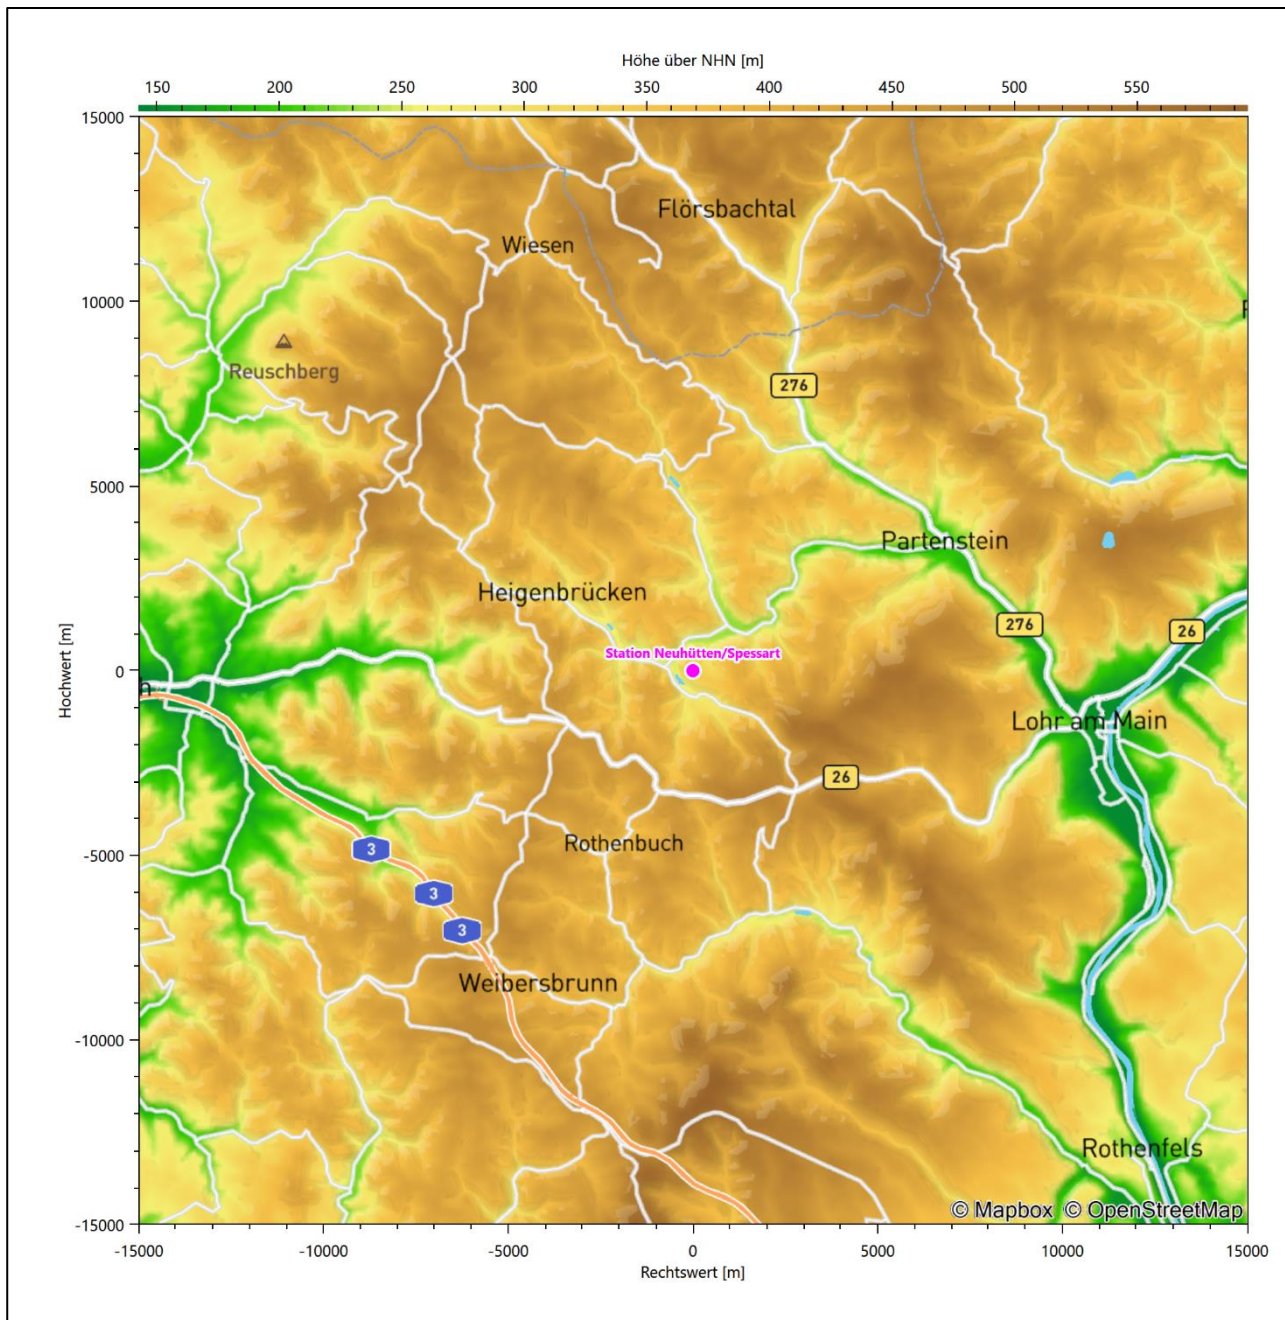 Höhe über NHN [m]
150 200 250 300 350 400 450 500 550
15000
Flörsbachtal
Wiesen
10000
Reuschberg
276
5000
Partenstein
Heigenbrücken
276
26
Station Neuhütten/Spessart
0
h
Hochwert [m]
Lohr am Main
26
Rothenbuch
-5000
3
3
3
Weibersbrunn
-10000
Rothenfels
© Mapbox © OpenStreetMap
-15000
-15000 -10000 -5000 0 5000 10000 15000
Rechtswert [m]